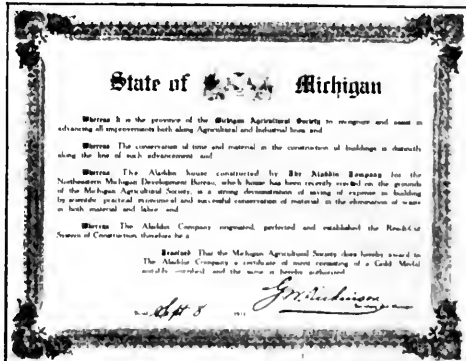 State of Michigan
Whereas It is the province of the Michigan Agricultural Society to recognize and assist in
advancing all improvements both along Agricultural and Industrial lines and
Whereas The conservation of time and material in the construction of buildings is distinctly
along the line of such advancement and
Whereas The Aladdin house constructed by The Aladdin Company for the
Northeastern Michigan Development Bureau, which house has been recently erected on the grounds
of the Michigan Agricultural Society, is a strong demonstration of saving of expense in building
by scientific practical economical and successful conservation of material in the elimination of waste
in both material and labor and
Whereas The Aladdin Company originated, perfected and established the Readi-Cut
System of Construction therefore be it
Resolved That the Michigan Agricultural Society does hereby award to
The Aladdin Company a certificate of merit consisting of a Gold Medal
suitably inscribed and the same is hereby authorized
Sept 8
G W Dickinson